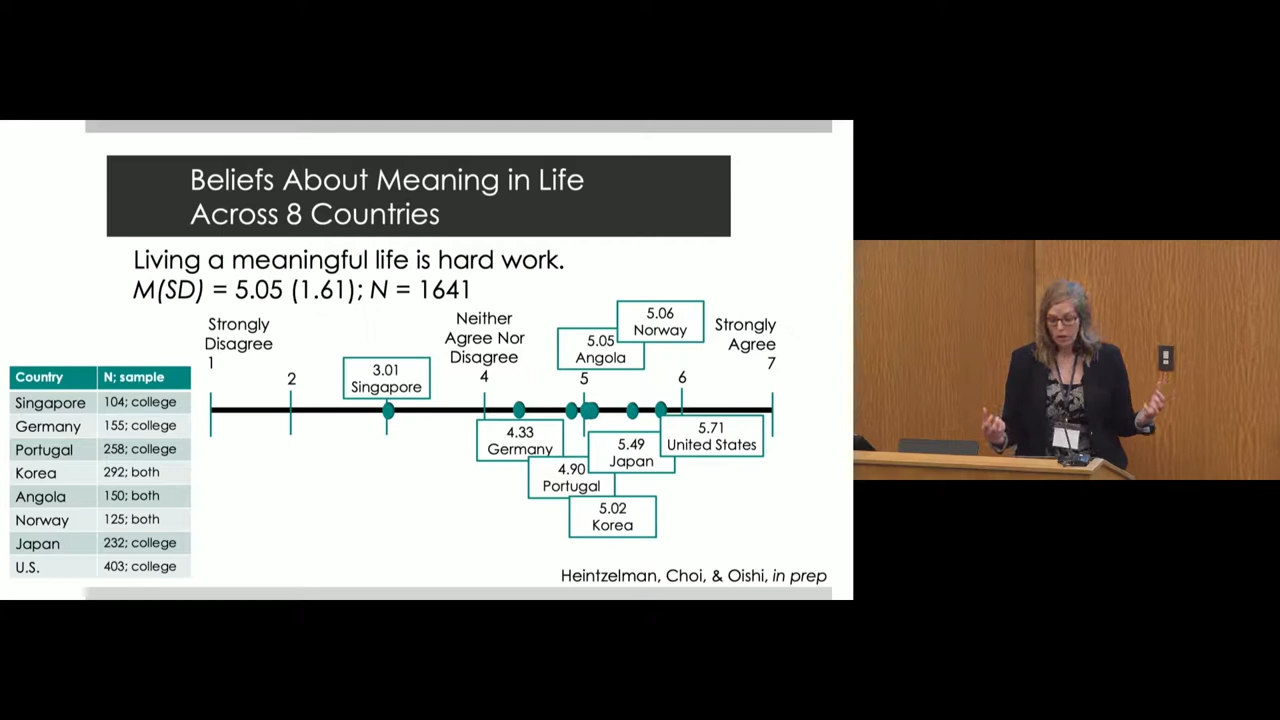 Beliefs About Meaning in Life
Across 8 Countries
Living a meaningful life is hard work.
M(SD) = 5.05 (1.61); N = 1641
Strongly
Disagree
1
2
3.01
Singapore
Neither
Agree Nor
Disagree
4
5.05
Angola
5
5.06
Norway
6
Strongly
Agree
7
4.33
Germany
4.90
Portugal
5.02
Korea
5.49
Japan
5.71
United States
Country N; sample
Singapore 104; college
Germany 155; college
Portugal 258; college
Korea 292; both
Angola 150; both
Norway 125; both
Japan 232; college
U.S. 403; college
Heintzelman, Choi, & Oishi, in prep